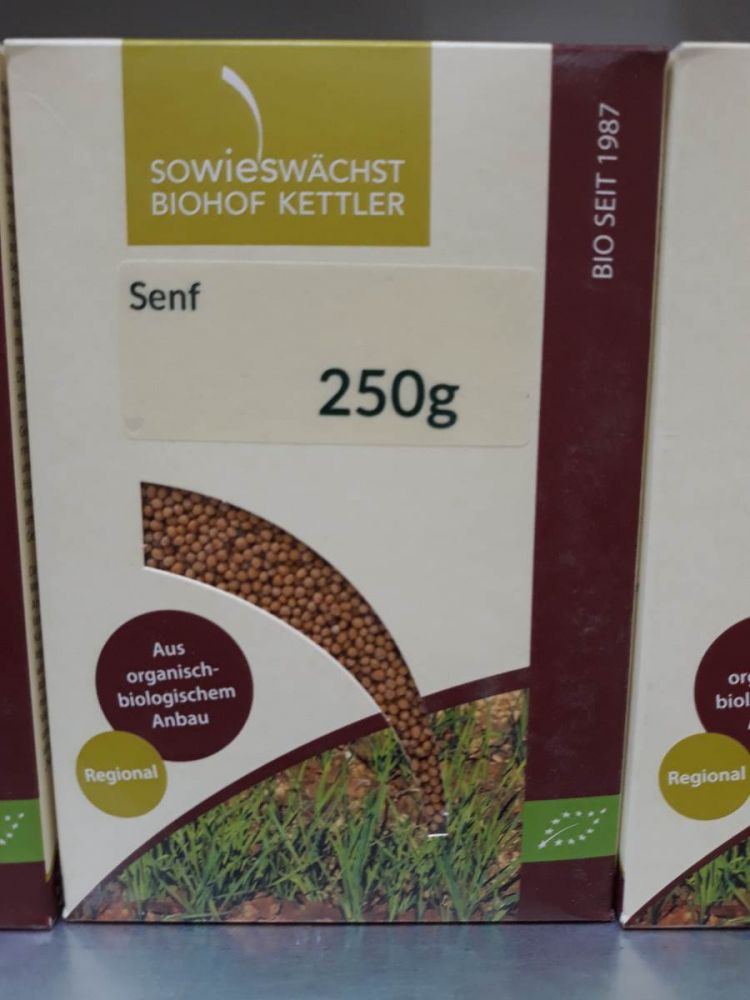 SOwiesWÄCHST
BIOHOF KETTLER
BIO SEIT 1987
Senf
250g
Aus
organisch-
biologischem
Anbau
Regional
Regional